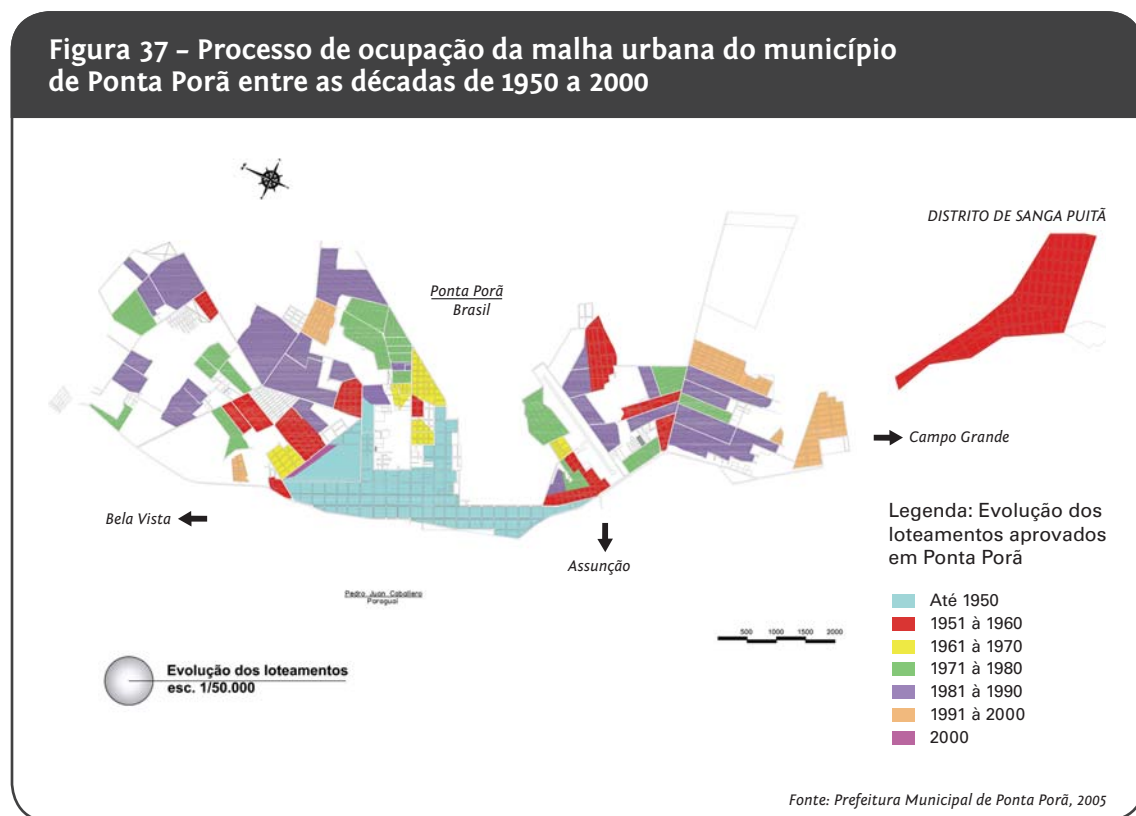 Figura 37 – Processo de ocupação da malha urbana do município
de Ponta Porã entre as décadas de 1950 a 2000
DISTRITO DE SANGA PUITÃ
Ponta Porã
Brasil
Campo Grande
Bela Vista
Assunção
Pedro Juan Caballero
Paraguai
Legenda: Evolução dos
loteamentos aprovados
em Ponta Porã
Até 1950
1951 à 1960
1961 à 1970
1971 à 1980
1981 à 1990
1991 à 2000
2000
500 1000 1500 2000
Evolução dos loteamentos
esc. 1/50.000
Fonte: Prefeitura Municipal de Ponta Porã, 2005